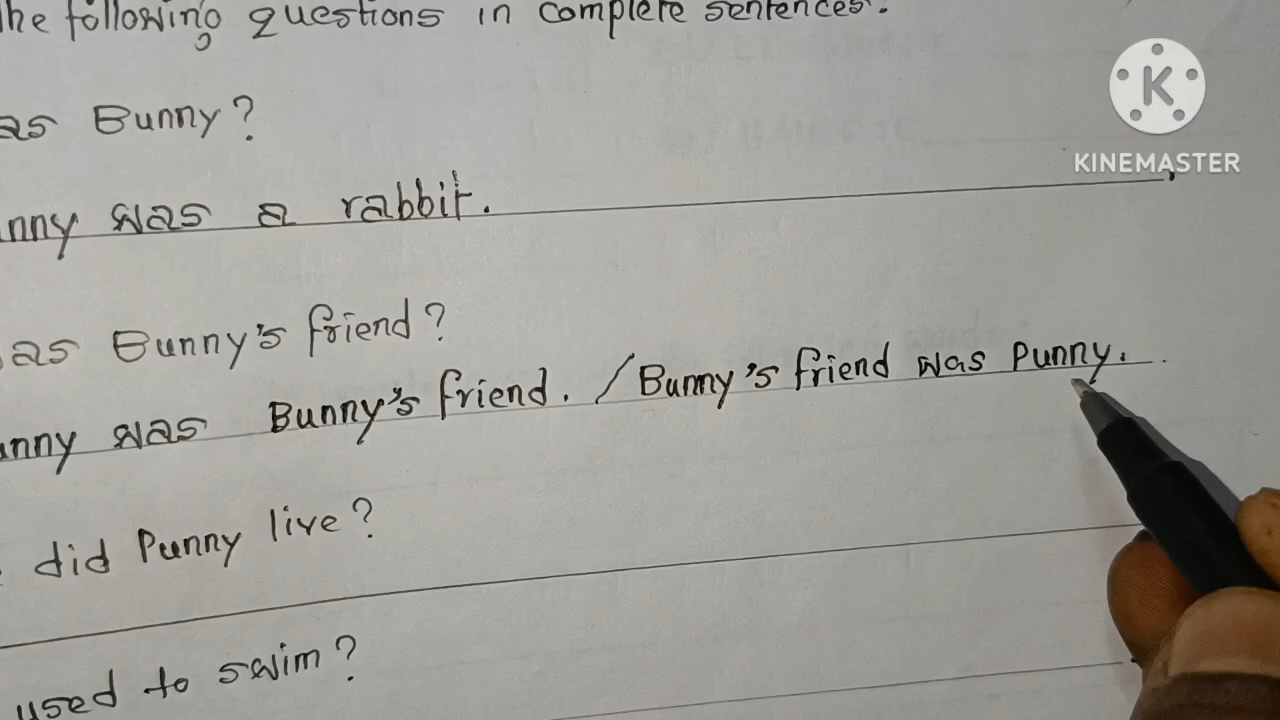 he following questions in complete sentences.
as Bunny?
nny was a rabbit.
as Bunny's friend?
unny was Bunny's friend. / Bunny's friend was Punny.
did Punny live?
used to swim?
K
KINEMASTER